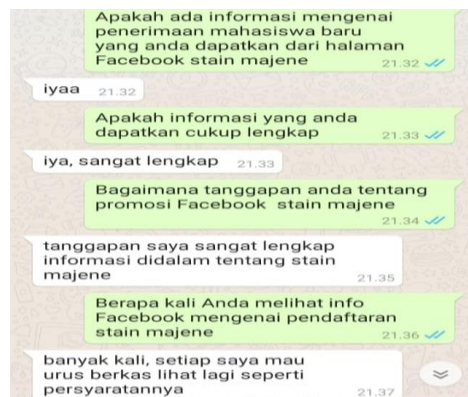 Apakah ada informasi mengenai
penerimaan mahasiswa baru
yang anda dapatkan dari halaman
Facebook stain majene
21.32
iyaa 21.32
Apakah informasi yang anda
dapatkan cukup lengkap
21.33
iya, sangat lengkap 21.33
Bagaimana tanggapan anda tentang
promosi Facebook stain majene
21.34
tanggapan saya sangat lengkap
informasi didalam tentang stain
majene
21.35
Berapa kali Anda melihat info
Facebook mengenai pendaftaran
stain majene
21.36
banyak kali, setiap saya mau
urus berkas lihat lagi seperti
persyaratannya
21.37